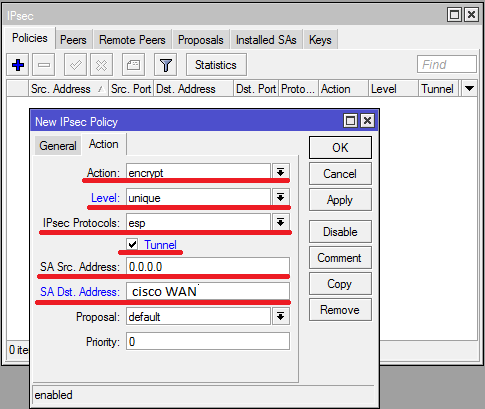 IPsec
Policies Peers Remote Peers Proposals Installed SAs Keys
Statistics Find
Src. Address Src. Port Dst. Address Dst. Port Proto... Action Level Tunnel
New IPsec Policy
General Action
Action: encrypt
Level: unique
IPsec Protocols: esp
Tunnel
SA Src. Address: 0.0.0.0
SA Dst. Address: cisco WAN
Proposal: default
Priority: 0
OK
Cancel
Apply
Disable
Comment
Copy
Remove
enabled
0 ite